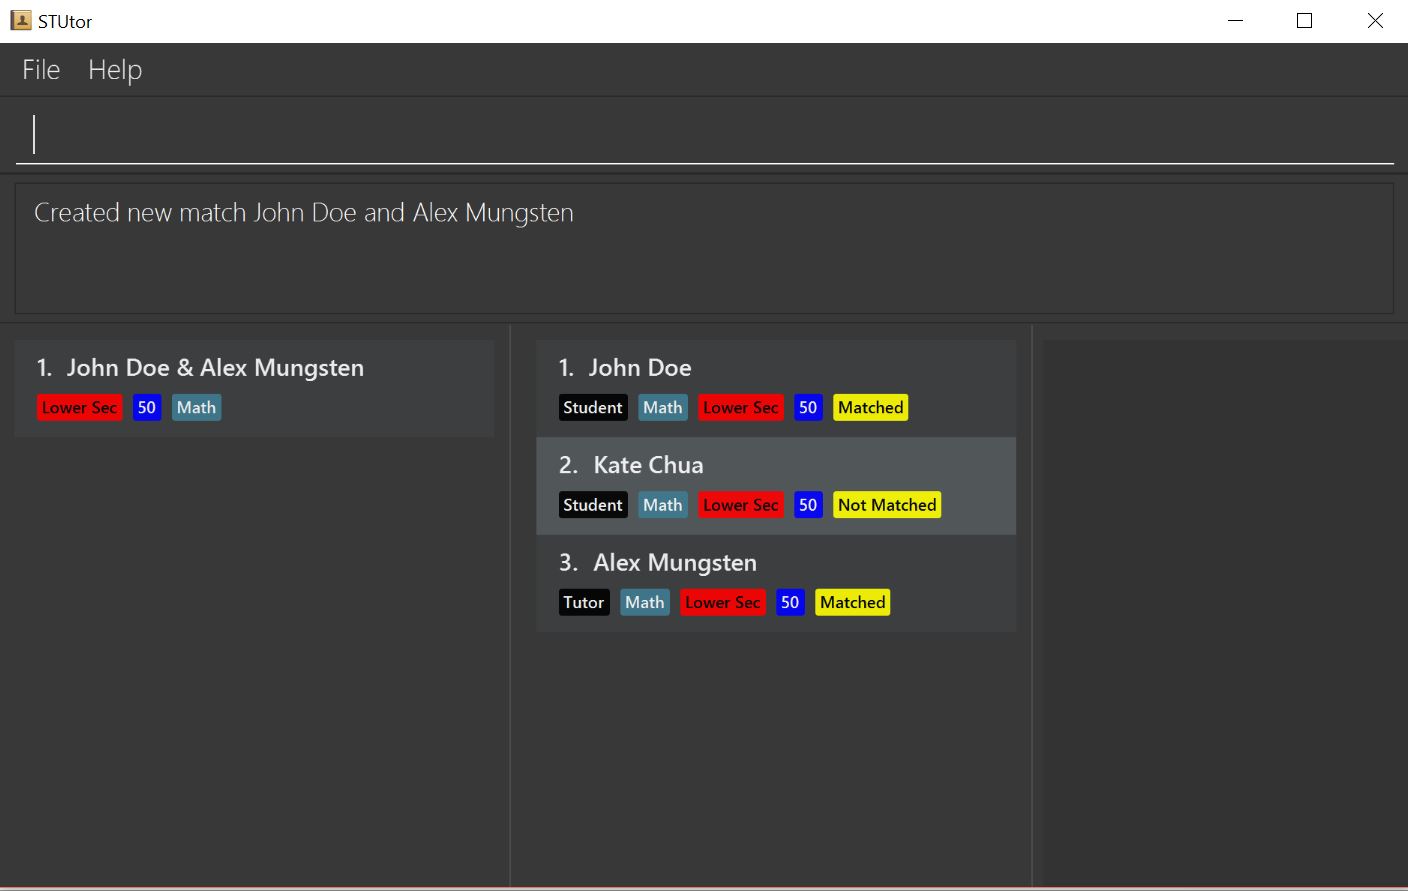 STUtor
File Help
Created new match John Doe and Alex Mungsten
1. John Doe & Alex Mungsten
Lower Sec 50 Math
1. John Doe
Student Math Lower Sec 50 Matched
2. Kate Chua
Student Math Lower Sec 50 Not Matched
3. Alex Mungsten
Tutor Math Lower Sec 50 Matched